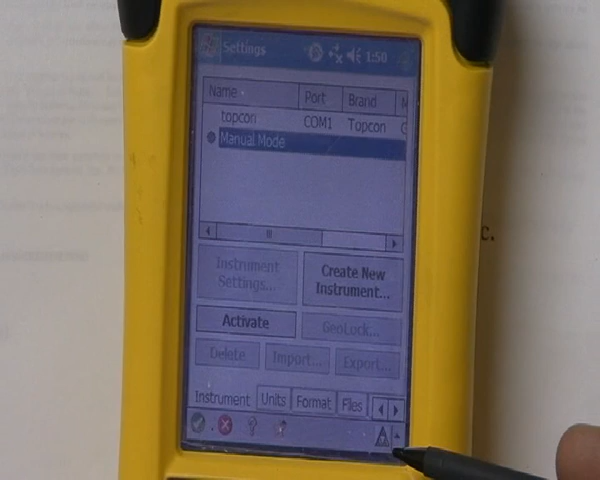 Settings 1:50
Name Port Brand M
topcon COM1 Topcon
Manual Mode
Instrument Settings...
Create New Instrument...
Activate GeoLock...
Delete Import... Export...
Instrument Units Format Files
?
c.